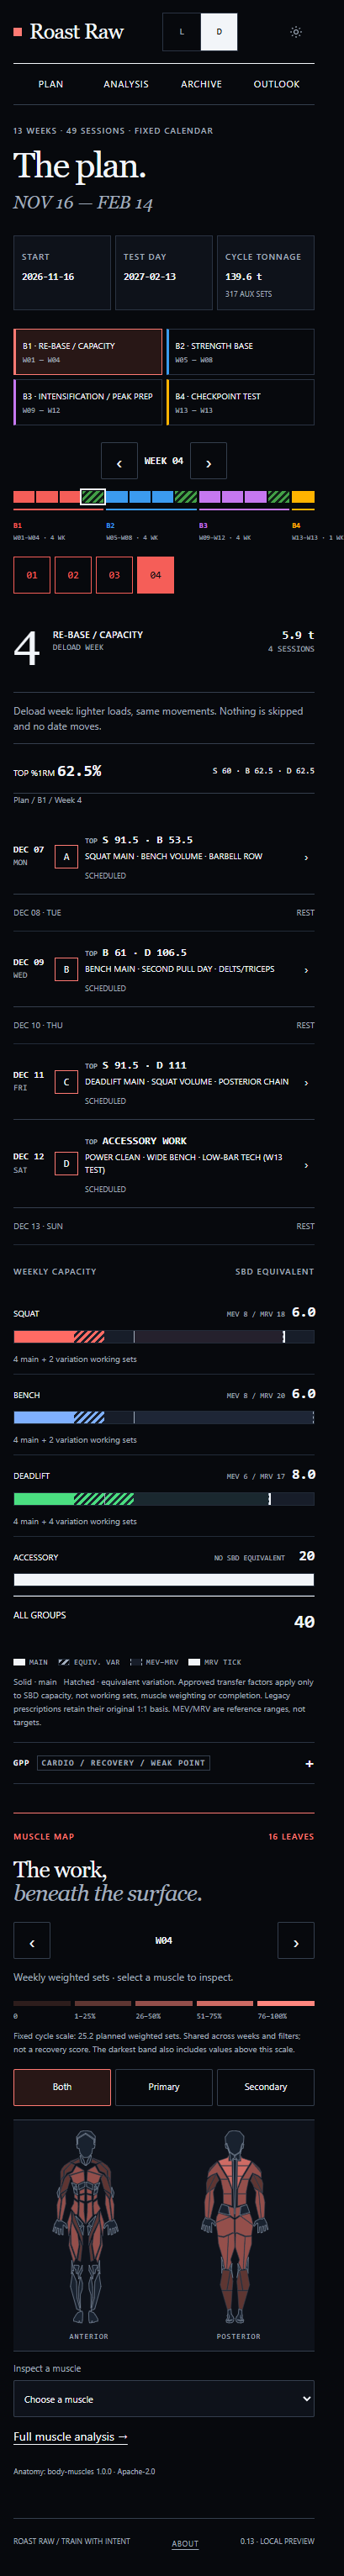 Roast Raw
L D
PLAN ANALYSIS ARCHIVE OUTLOOK
13 WEEKS · 49 SESSIONS · FIXED CALENDAR
The plan.
NOV 16 — FEB 14
START
2026-11-16
TEST DAY
2027-02-13
CYCLE TONNAGE
139.6 t
317 AUX SETS
B1 · RE-BASE / CAPACITY
W01 — W04
B2 · STRENGTH BASE
W05 — W08
B3 · INTENSIFICATION / PEAK PREP
W09 — W12
B4 · CHECKPOINT TEST
W13 — W13
‹ WEEK 04 ›
B1
W01-W04 · 4 WK
B2
W05-W08 · 4 WK
B3
W09-W12 · 4 WK
B4
W13-W13 · 1 WK
01 02 03 04
4
RE-BASE / CAPACITY
DELOAD WEEK
5.9 t
4 SESSIONS
Deload week: lighter loads, same movements. Nothing is skipped
and no date moves.
TOP %1RM 62.5%
S 60 · B 62.5 · D 62.5
Plan / B1 / Week 4
DEC 07
MON
A
TOP S 91.5 · B 53.5
SQUAT MAIN · BENCH VOLUME · BARBELL ROW
SCHEDULED
›
DEC 08 · TUE REST
DEC 09
WED
B
TOP B 61 · D 106.5
BENCH MAIN · SECOND PULL DAY · DELTS/TRICEPS
SCHEDULED
›
DEC 10 · THU REST
DEC 11
FRI
C
TOP S 91.5 · D 111
DEADLIFT MAIN · SQUAT VOLUME · POSTERIOR CHAIN
SCHEDULED
›
DEC 12
SAT
D
TOP ACCESSORY WORK
POWER CLEAN · WIDE BENCH · LOW-BAR TECH (W13
TEST)
SCHEDULED
›
DEC 13 · SUN REST
WEEKLY CAPACITY SBD EQUIVALENT
SQUAT MEV 8 / MRV 18 6.0
4 main + 2 variation working sets
BENCH MEV 8 / MRV 20 6.0
4 main + 2 variation working sets
DEADLIFT MEV 6 / MRV 17 8.0
4 main + 4 variation working sets
ACCESSORY NO SBD EQUIVALENT 20
ALL GROUPS 40
MAIN EQUIV. VAR MEV–MRV MRV TICK
Solid · main Hatched · equivalent variation. Approved transfer factors apply only
to SBD capacity, not working sets, muscle weighting or completion. Legacy
prescriptions retain their original 1:1 basis. MEV/MRV are reference ranges, not
targets.
GPP CARDIO / RECOVERY / WEAK POINT +
MUSCLE MAP 16 LEAVES
The work,
beneath the surface.
‹ W04 ›
Weekly weighted sets · select a muscle to inspect.
0 1–25% 26–50% 51–75% 76–100%
Fixed cycle scale: 25.2 planned weighted sets. Shared across weeks and filters;
not a recovery score. The darkest band also includes values above this scale.
Both Primary Secondary
ANTERIOR POSTERIOR
Inspect a muscle
Choose a muscle
Full muscle analysis →
Anatomy: body-muscles 1.0.0 · Apache-2.0
ROAST RAW / TRAIN WITH INTENT ABOUT 0.13 · LOCAL PREVIEW